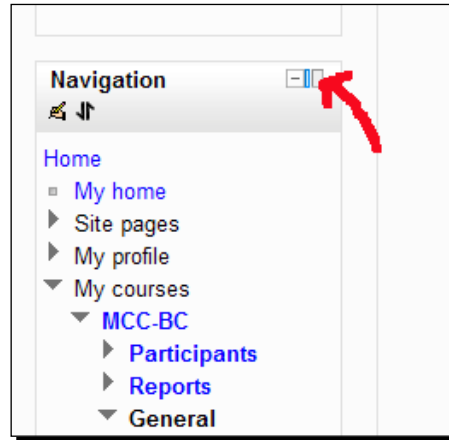 Navigation
Home
My home
Site pages
My profile
My courses
MCC-BC
Participants
Reports
General